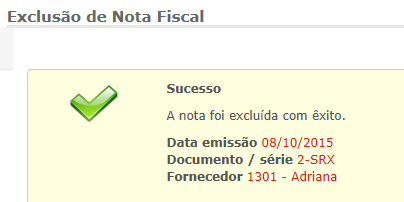 Exclusão de Nota Fiscal
Sucesso
A nota foi excluída com êxito.
Data emissão 08/10/2015
Documento / série 2-SRX
Fornecedor 1301 - Adriana